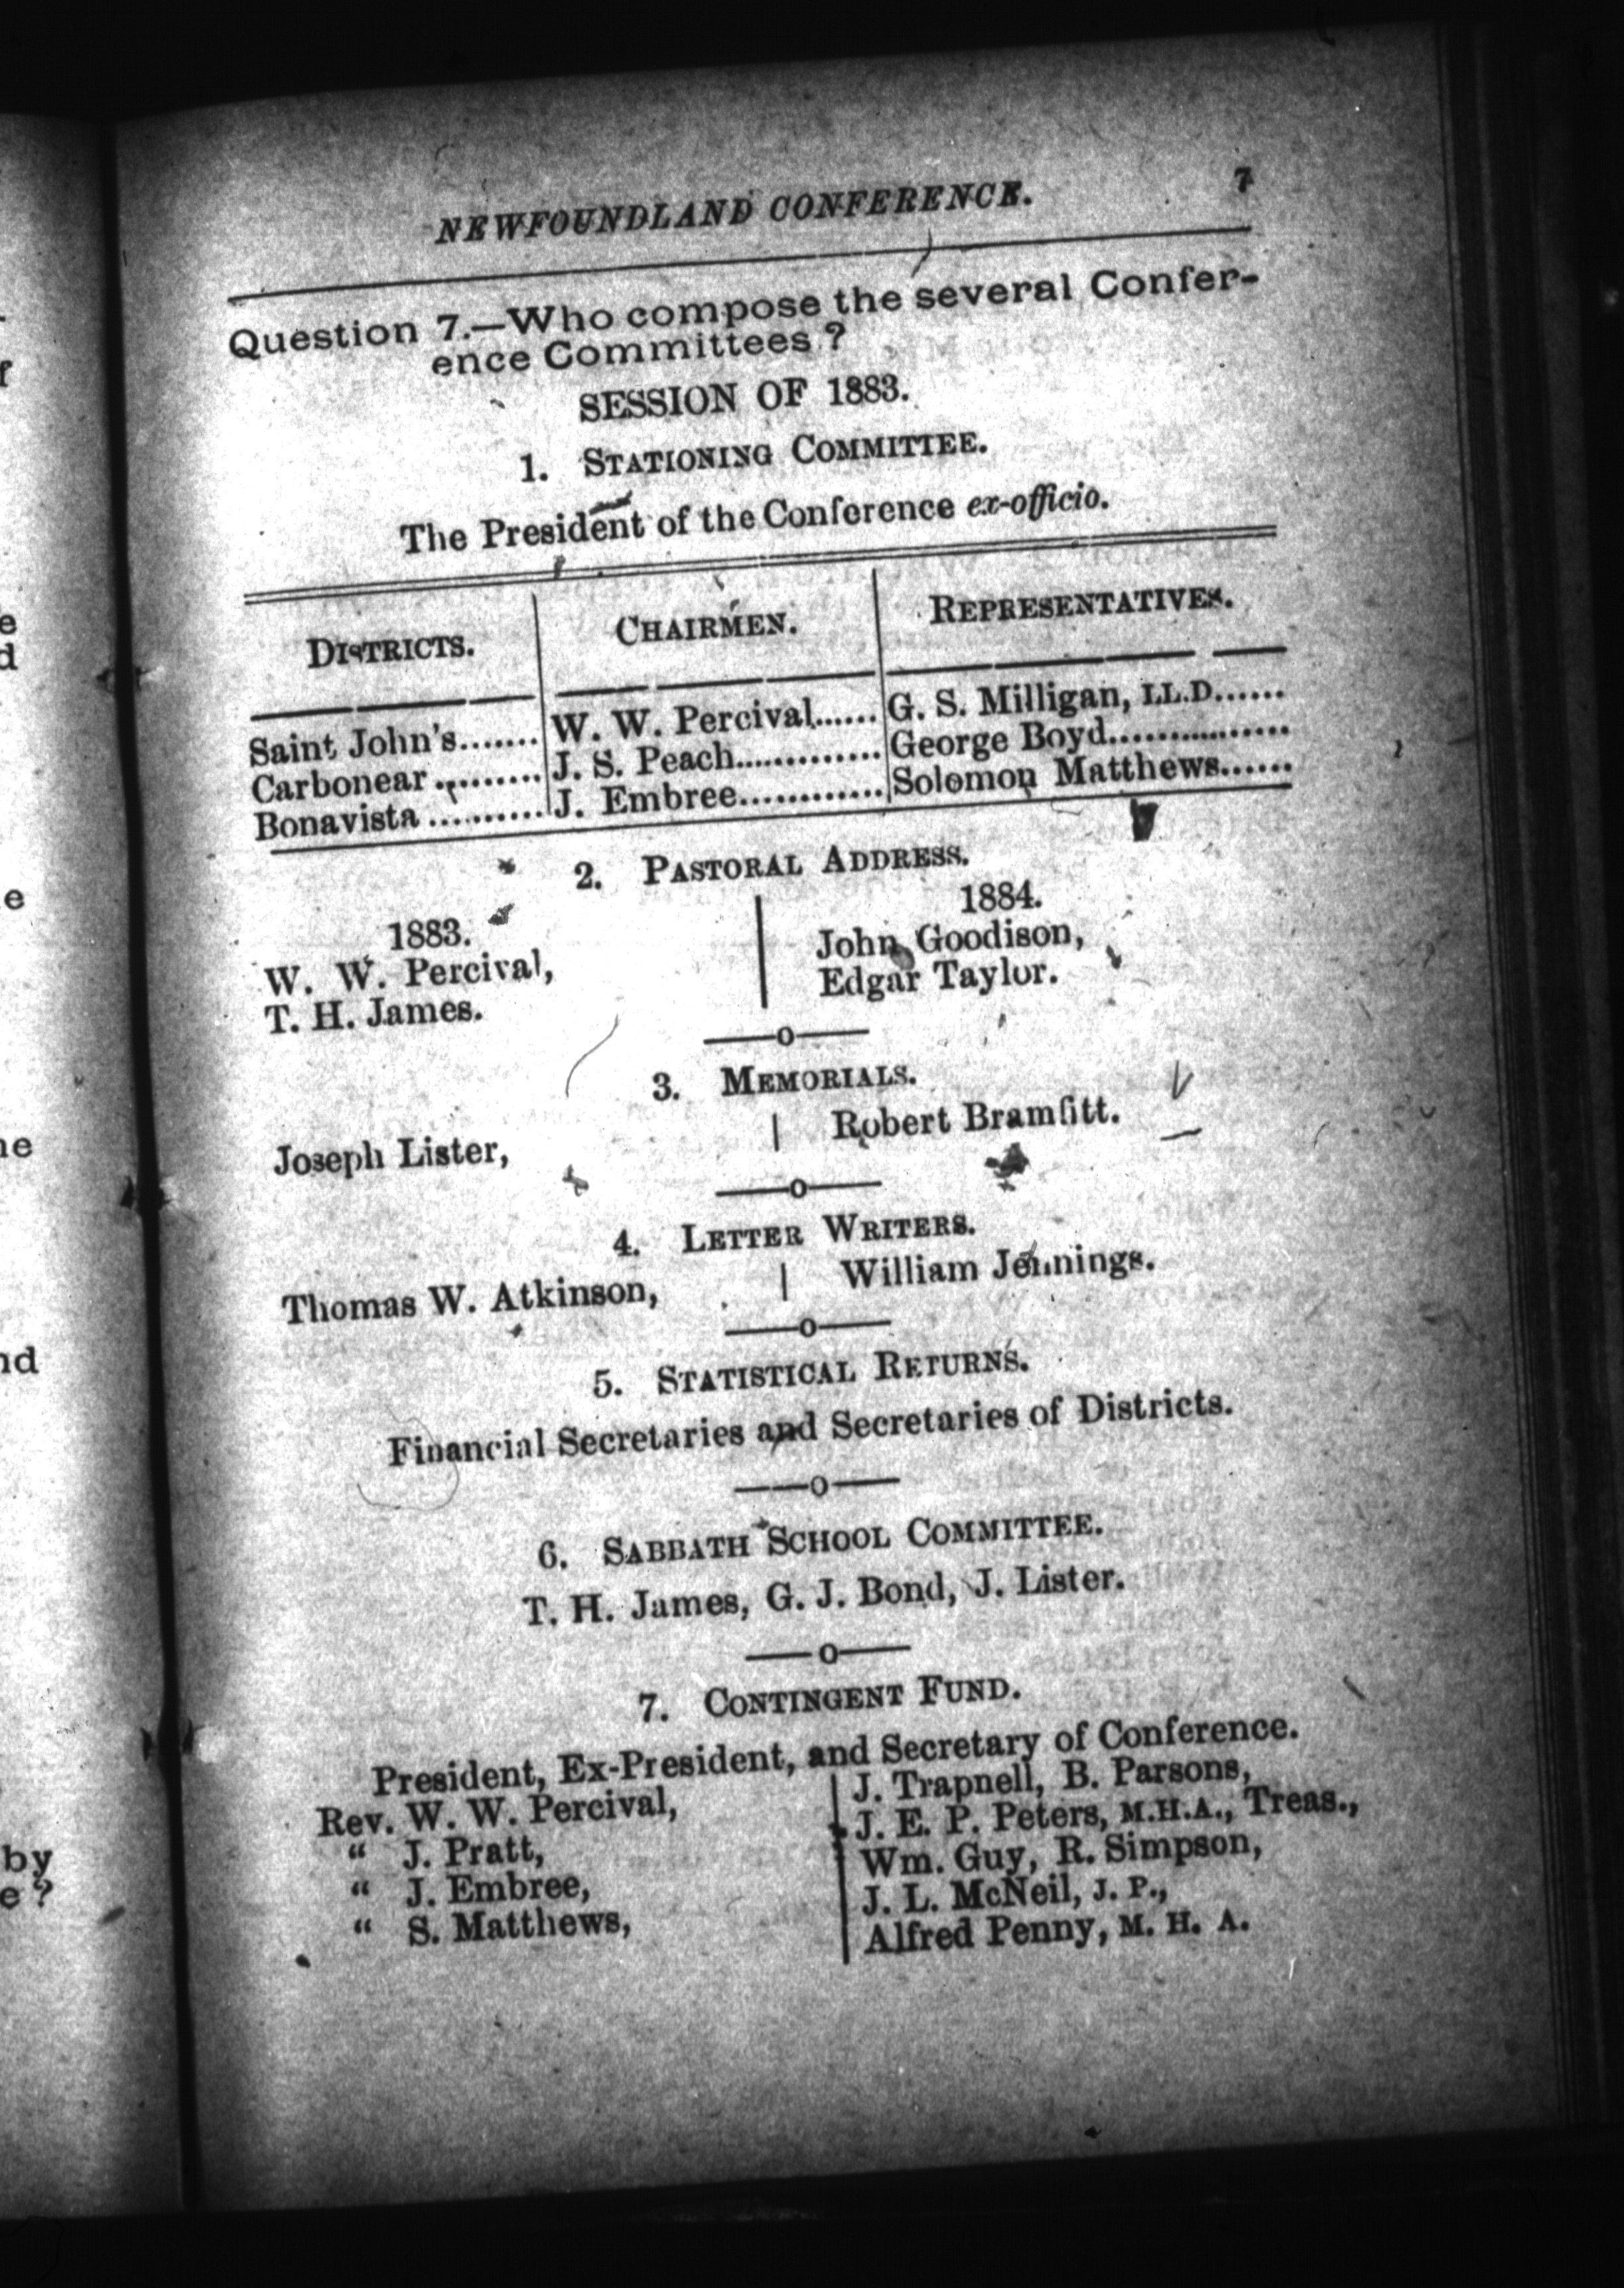 NEWFOUNDLAND CONFERENCE. 7
Question 7.—Who compose the several Confer-
ence Committees?
SESSION OF 1883.
1. STATIONING COMMITTEE.
The President of the Conference ex-officio.
DISTRICTS. CHAIRMEN. REPRESENTATIVES.
Saint John's....... W. W. Percival...... G. S. Milligan, LL.D......
Carbonear .......... J. S. Peach............. George Boyd................
Bonavista .......... J. Embree............ Solomon Matthews......
2. PASTORAL ADDRESS.
1883. 1884.
W. W. Percival, John Goodison,
T. H. James. Edgar Taylor.
——o——
3. MEMORIALS.
Joseph Lister, | Robert Bramfitt.
——o——
4. LETTER WRITERS.
Thomas W. Atkinson, | William Jennings.
——o——
5. STATISTICAL RETURNS.
Financial Secretaries and Secretaries of Districts.
——o——
6. SABBATH SCHOOL COMMITTEE.
T. H. James, G. J. Bond, J. Lister.
——o——
7. CONTINGENT FUND.
President, Ex-President, and Secretary of Conference.
Rev. W. W. Percival, J. Trapnell, B. Parsons,
“ J. Pratt, J. E. P. Peters, M.H.A., Treas.,
“ J. Embree, Wm. Guy, R. Simpson,
“ S. Matthews, J. L. McNeil, J. P.,
Alfred Penny, M. H. A.